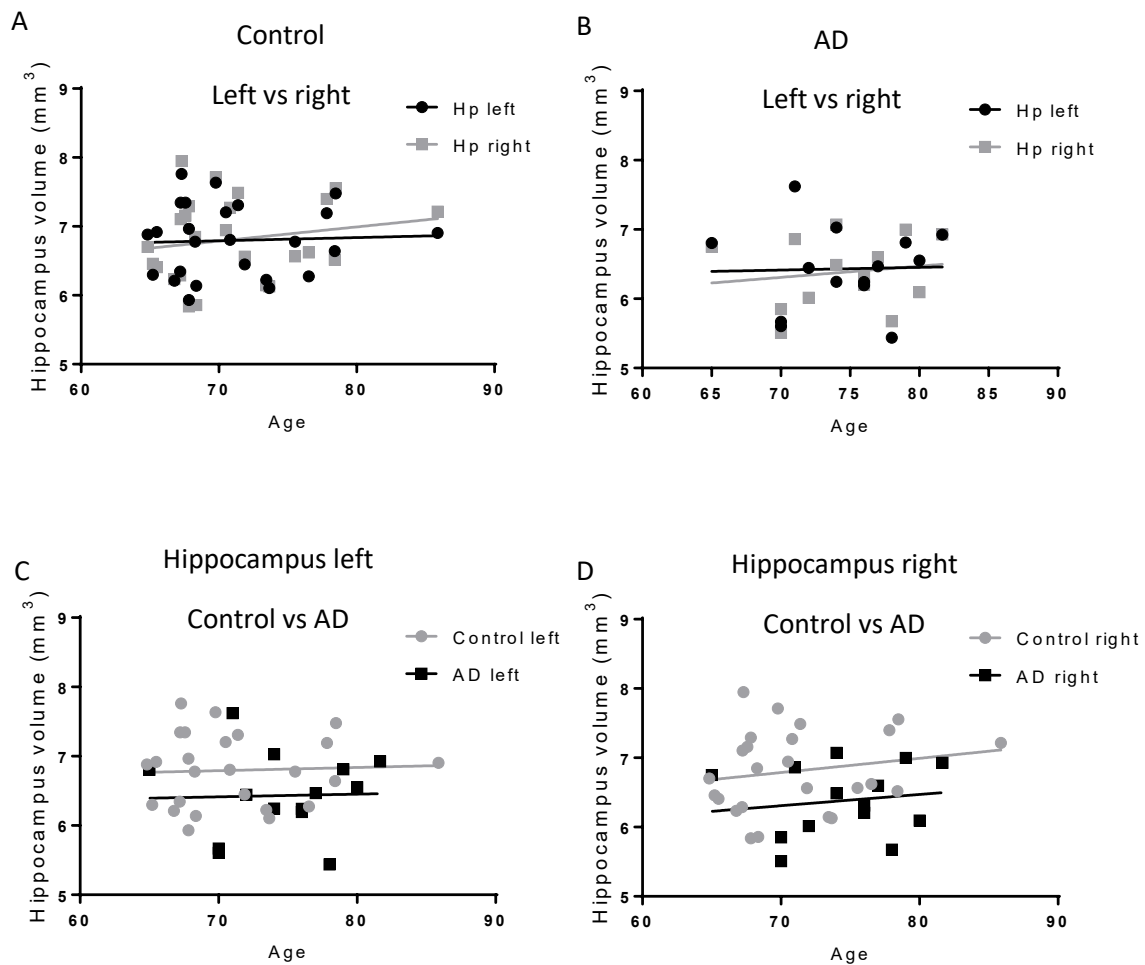 A
Control
Left vs right
Hp left
Hp right
Hippocampus volume (mm³)
9
8
7
6
5
60
70
80
90
Age
B
AD
Left vs right
Hp left
Hp right
Hippocampus volume (mm³)
9
8
7
6
5
60
65
70
75
80
85
90
Age
C
Hippocampus left
Control vs AD
Control left
AD left
Hippocampus volume (mm³)
9
8
7
6
5
60
70
80
90
Age
D
Hippocampus right
Control vs AD
Control right
AD right
Hippocampus volume (mm³)
9
8
7
6
5
60
70
80
90
Age